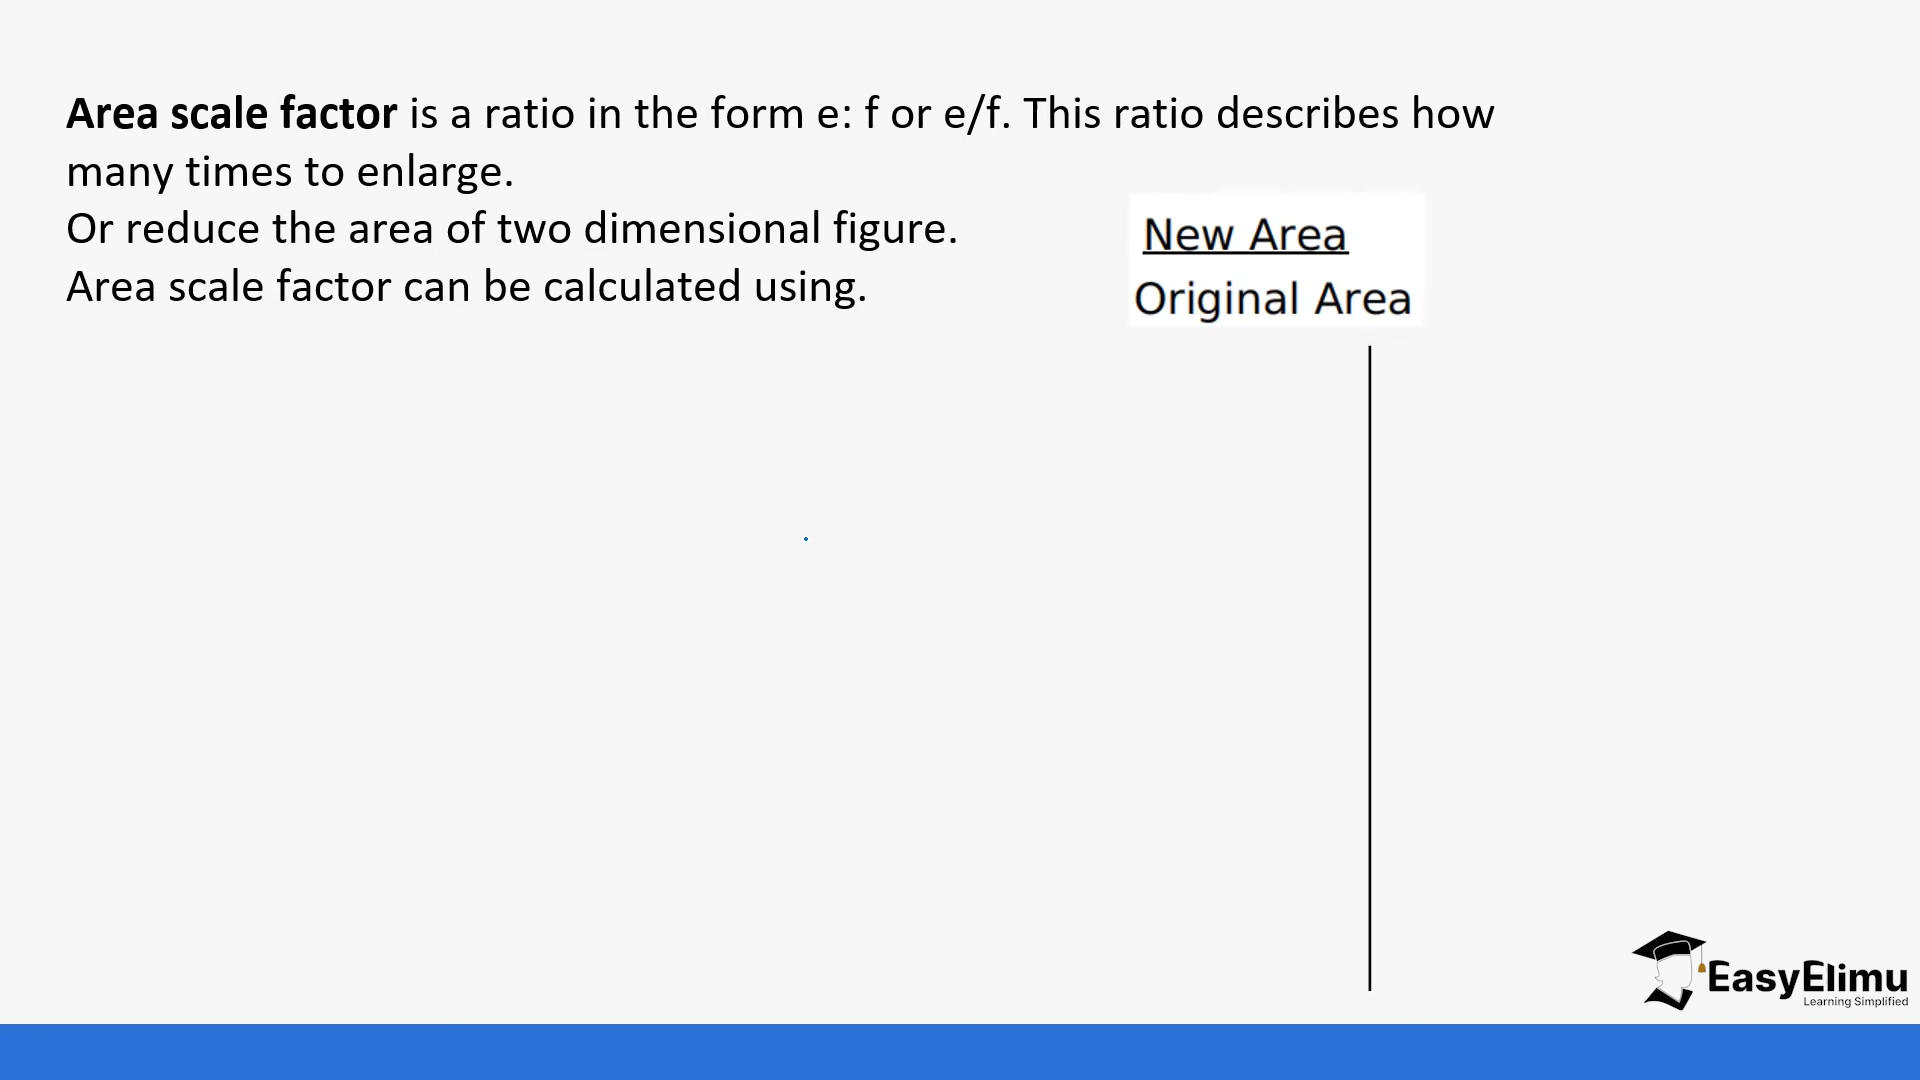 Area scale factor is a ratio in the form e: f or e/f. This ratio describes how
many times to enlarge.
Or reduce the area of two dimensional figure.
Area scale factor can be calculated using.
New Area
Original Area
EasyElimu
Learning Simplified